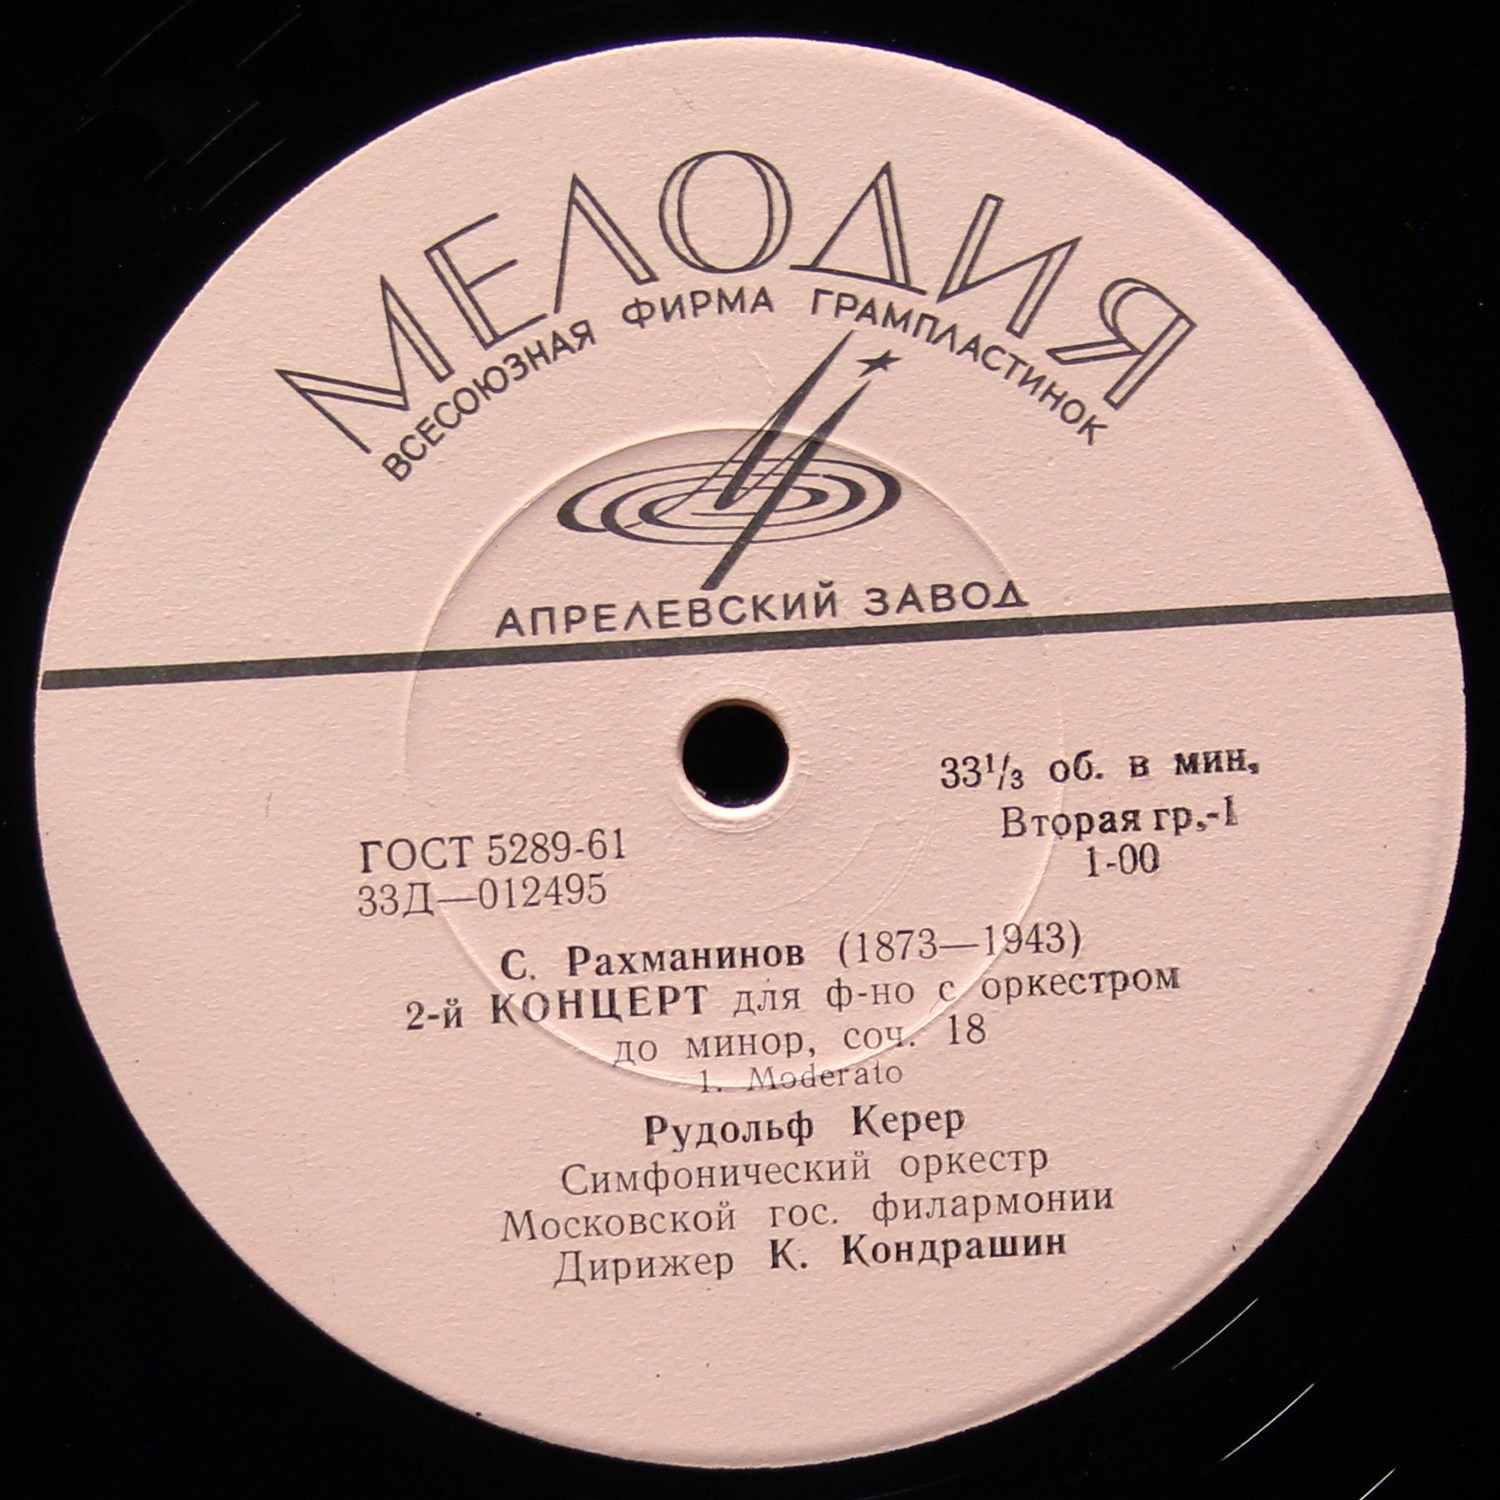 МЕЛОДИЯ
ВСЕСОЮЗНАЯ ФИРМА ГРАМПЛАСТИНОК
АПРЕЛЕВСКИЙ ЗАВОД
33⅓ об. в мин,
Вторая гр.-1
1-00
ГОСТ 5289-61
33Д—012495
С. Рахманинов (1873—1943)
2-й КОНЦЕРТ для ф-но с оркестром
до минор, соч. 18
1. Moderato
Рудольф Керер
Симфонический оркестр
Московской гос. филармонии
Дирижер К. Кондрашин